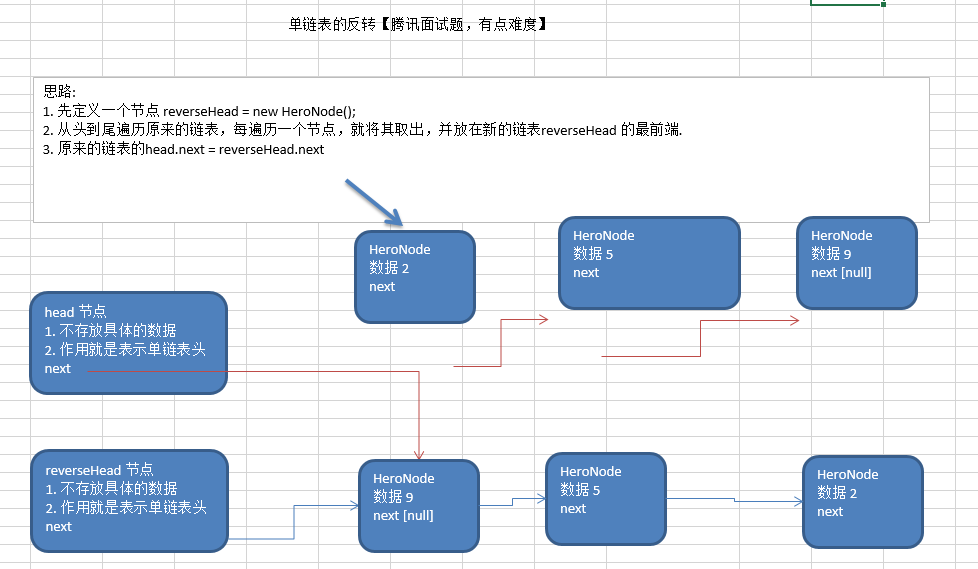 单链表的反转【腾讯面试题，有点难度】
思路:
1. 先定义一个节点 reverseHead = new HeroNode();
2. 从头到尾遍历原来的链表，每遍历一个节点，就将其取出，并放在新的链表reverseHead 的最前端.
3. 原来的链表的head.next = reverseHead.next
HeroNode
数据 2
next
HeroNode
数据 5
next
HeroNode
数据 9
next [null]
head 节点
1. 不存放具体的数据
2. 作用就是表示单链表头
next
reverseHead 节点
1. 不存放具体的数据
2. 作用就是表示单链表头
next
HeroNode
数据 9
next [null]
HeroNode
数据 5
next
HeroNode
数据 2
next